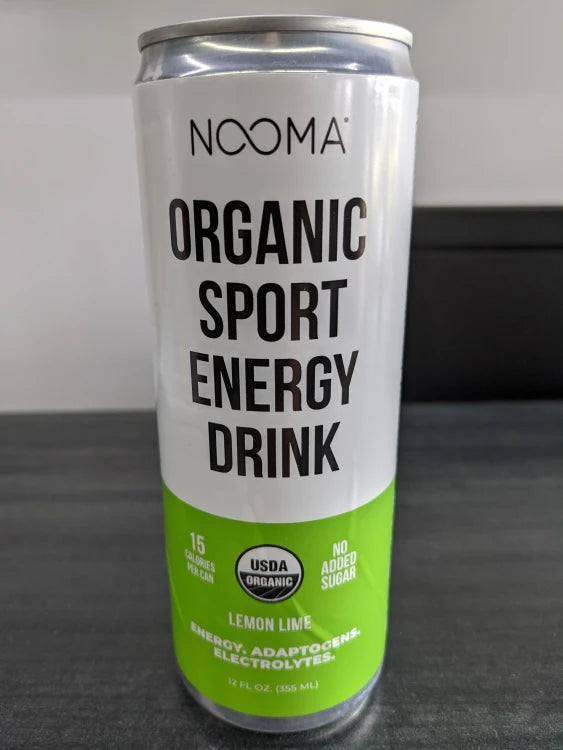 NOOMA
ORGANIC
SPORT
ENERGY
DRINK
15
CALORIES
PER CAN
USDA
ORGANIC
NO
ADDED
SUGAR
LEMON LIME
ENERGY. ADAPTOGENS.
ELECTROLYTES.
12 FL OZ. (355 ML)